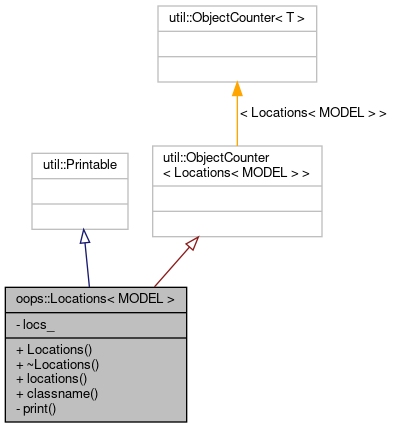 util::ObjectCounter< T >
< Locations< MODEL > >
util::Printable
util::ObjectCounter
< Locations< MODEL > >
oops::Locations< MODEL >
- locs_
+ Locations()
+ ~Locations()
+ locations()
+ classname()
- print()